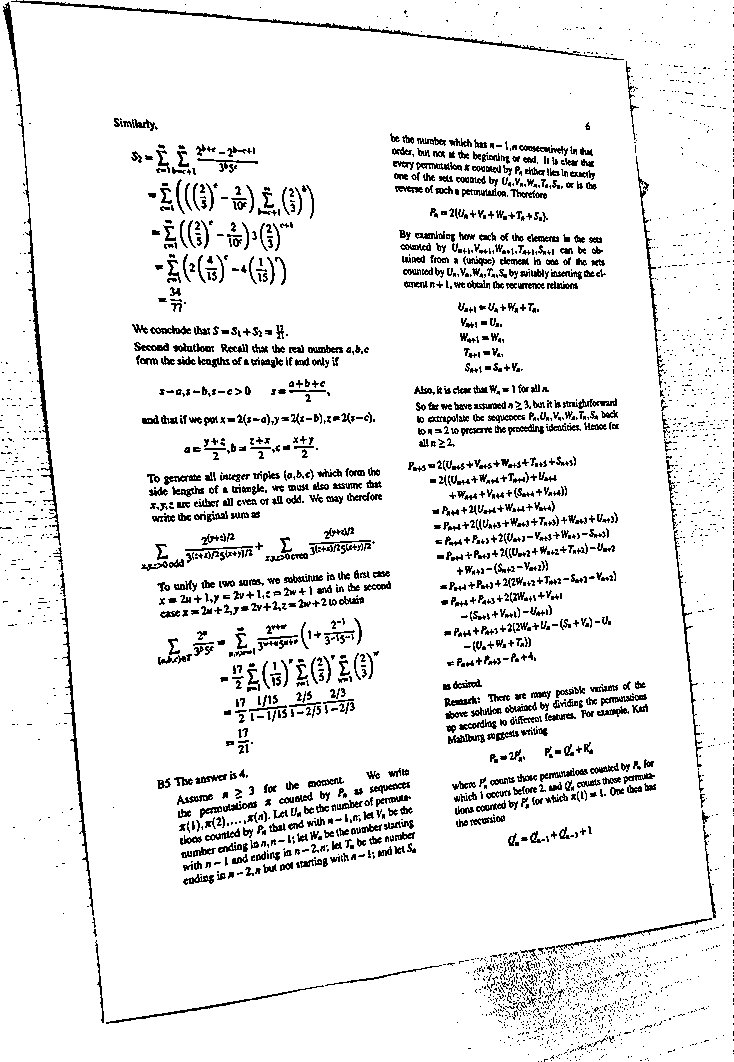 6
Similarly,
S₂ = ∑_{c=1}^∞ ∑_{b=c+1}^∞ (2^{b+c} − 2^{b−c+1})/(3^b 5^c)
= ∑_{c=1}^∞ (((2/5)^c − 2/10^c) ∑_{b=c+1}^∞ (2/3)^b)
= ∑_{c=1}^∞ ((2/5)^c − 2/10^c) 3 (2/3)^{c+1}
= ∑_{c=1}^∞ (2(4/15)^c − 4(1/15)^c)
= 34/77.
We conclude that S = S₁ + S₂ = 17/21.
Second solution: Recall that the real numbers a,b,c
form the side lengths of a triangle if and only if
s−a, s−b, s−c > 0 s = (a+b+c)/2,
and that if we put x = 2(s−a), y = 2(s−b), z = 2(s−c),
a = (y+z)/2, b = (z+x)/2, c = (x+y)/2.
To generate all integer triples (a,b,c) which form the
side lengths of a triangle, we must also assume that
x,y,z are either all even or all odd. We may therefore
write the original sum as
∑_{x,y,z>0 odd} 2^{(y+z)/2}/(3^{(z+x)/2} 5^{(x+y)/2}) + ∑_{x,y,z>0 even} 2^{(y+z)/2}/(3^{(z+x)/2} 5^{(x+y)/2}).
To unify the two sums, we substitute in the first case
x = 2u+1, y = 2v+1, z = 2w+1 and in the second
case x = 2u+2, y = 2v+2, z = 2w+2 to obtain
∑_{(a,b,c)∈T} 2^a/(3^b 5^c) = ∑_{u,v,w=1}^∞ 2^{v+w}/(3^{w+u} 5^{u+v}) (1 + 2^{−1}/(3^{−1}5^{−1}))
= 17/2 ∑_{u=1}^∞ (1/15)^u ∑_{v=1}^∞ (2/5)^v ∑_{w=1}^∞ (2/3)^w
= 17/2 · (1/15)/(1−1/15) · (2/5)/(1−2/5) · (2/3)/(1−2/3)
= 17/21.
B5 The answer is 4.
Assume n ≥ 3 for the moment. We write
the permutations π counted by Pₙ as sequences
π(1), π(2), ..., π(n). Let Uₙ be the number of permuta-
tions counted by Pₙ that end with n−1, n; let Vₙ be the
number ending in n, n−1; let Wₙ be the number starting
with n−1 and ending in n−2, n; let Tₙ be the number
ending in n−2, n but not starting with n−1; and let Sₙ
be the number which has n−1, n consecutively in that
order, but not at the beginning or end. It is clear that
every permutation π counted by Pₙ either lies in exactly
one of the sets counted by Uₙ, Vₙ, Wₙ, Tₙ, Sₙ, or is the
reverse of such a permutation. Therefore
Pₙ = 2(Uₙ + Vₙ + Wₙ + Tₙ + Sₙ).
By examining how each of the elements in the sets
counted by Uₙ₊₁, Vₙ₊₁, Wₙ₊₁, Tₙ₊₁, Sₙ₊₁ can be ob-
tained from a (unique) element in one of the sets
counted by Uₙ, Vₙ, Wₙ, Tₙ, Sₙ by suitably inserting the el-
ement n+1, we obtain the recurrence relations
Uₙ₊₁ = Uₙ + Wₙ + Tₙ,
Vₙ₊₁ = Uₙ,
Wₙ₊₁ = Wₙ,
Tₙ₊₁ = Vₙ,
Sₙ₊₁ = Sₙ + Vₙ.
Also, it is clear that Wₙ = 1 for all n.
So far we have assumed n ≥ 3, but it is straightforward
to extrapolate the sequences Pₙ, Uₙ, Vₙ, Wₙ, Tₙ, Sₙ back
to n = 2 to preserve the preceding identities. Hence for
all n ≥ 2,
Pₙ₊₅ = 2(Uₙ₊₅ + Vₙ₊₅ + Wₙ₊₅ + Tₙ₊₅ + Sₙ₊₅)
= 2((Uₙ₊₄ + Wₙ₊₄ + Tₙ₊₄) + Uₙ₊₄
+ Wₙ₊₄ + Vₙ₊₄ + (Sₙ₊₄ + Vₙ₊₄))
= Pₙ₊₄ + 2(Uₙ₊₄ + Wₙ₊₄ + Vₙ₊₄)
= Pₙ₊₄ + 2((Uₙ₊₃ + Wₙ₊₃ + Tₙ₊₃) + Wₙ₊₃ + Uₙ₊₃)
= Pₙ₊₄ + Pₙ₊₃ + 2(Uₙ₊₃ − Vₙ₊₃ + Wₙ₊₃ − Sₙ₊₃)
= Pₙ₊₄ + Pₙ₊₃ + 2((Uₙ₊₂ + Wₙ₊₂ + Tₙ₊₂) − Uₙ₊₂
+ Wₙ₊₂ − (Sₙ₊₂ − Vₙ₊₂))
= Pₙ₊₄ + Pₙ₊₃ + 2(2Wₙ₊₂ + Tₙ₊₂ − Sₙ₊₂ − Vₙ₊₂)
= Pₙ₊₄ + Pₙ₊₃ + 2(2Wₙ₊₁ + Vₙ₊₁
− (Sₙ₊₁ + Vₙ₊₁) − Uₙ₊₁)
= Pₙ₊₄ + Pₙ₊₃ + 2(2Wₙ + Uₙ − (Sₙ + Vₙ) − Uₙ
− (Uₙ + Wₙ + Tₙ))
= Pₙ₊₄ + Pₙ₊₃ − Pₙ + 4,
as desired.
Remark: There are many possible variants of the
above solution obtained by dividing the permutations
up according to different features. For example, Karl
Mahlburg suggests writing
Pₙ = 2P′ₙ, P′ₙ = Q′ₙ + R′ₙ
where P′ₙ counts those permutations counted by Pₙ for
which 1 occurs before 2, and Q′ₙ counts those permuta-
tions counted by P′ₙ for which π(1) = 1. One then has
the recursion
Q′ₙ = Q′ₙ₋₁ + Q′ₙ₋₃ + 1